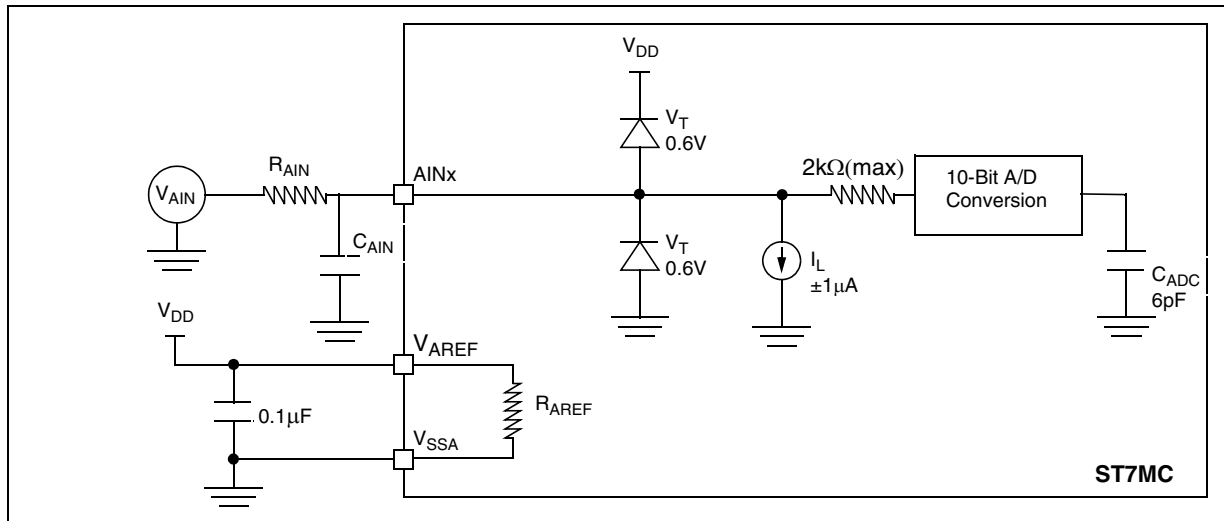 V_DD
V_T
0.6V
R_AIN
AINx
2kΩ(max)
10-Bit A/D
Conversion
V_AIN
C_AIN
V_T
0.6V
I_L
±1µA
C_ADC
6pF
V_DD
V_AREF
0.1µF
R_AREF
V_SSA
ST7MC